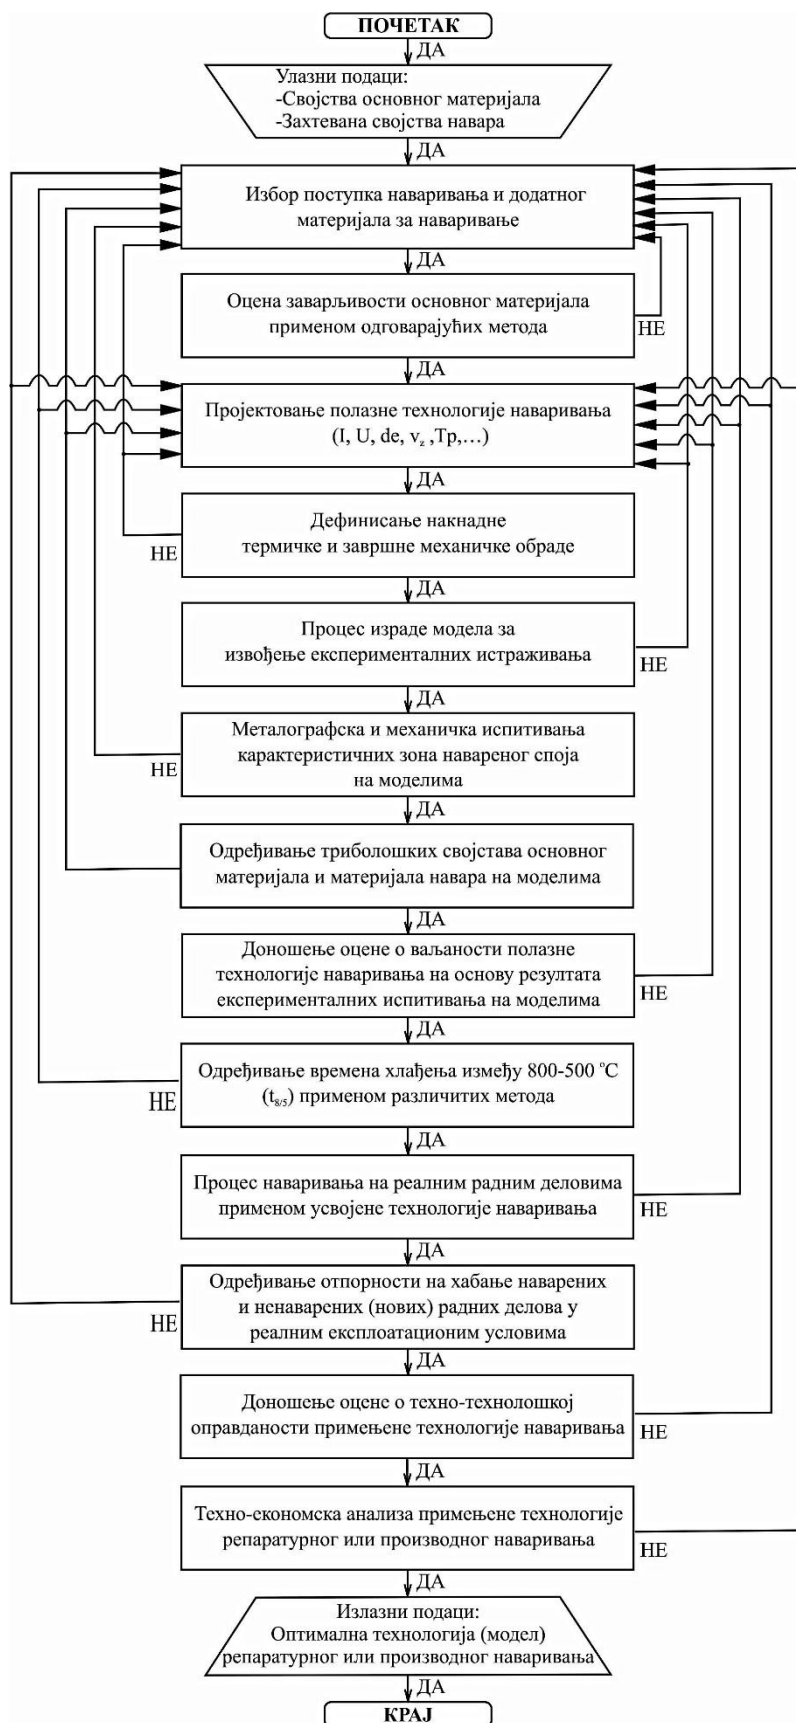 ПОЧЕТАК
ДА
Улазни подаци:
-Својства основног материјала
-Захтевана својства навара
ДА
Избор поступка наваривања и додатног
материјала за наваривање
ДА
Оцена заварљивости основног материјала
применом одговарајућих метода
НЕ
ДА
Пројектовање полазне технологије наваривања
(I, U, de, vz ,Tp,…)
ДА
Дефинисање накнадне
термичке и завршне механичке обраде
НЕ
ДА
Процес израде модела за
извођење експерименталних истраживања
НЕ
ДА
Металографска и механичка испитивања
карактеристичних зона навареног споја
на моделима
НЕ
ДА
Одређивање триболошких својстава основног
материјала и материјала навара на моделима
ДА
Доношење оцене о ваљаности полазне
технологије наваривања на основу резултата
експерименталних испитивања на моделима
НЕ
ДА
Одређивање времена хлађења између 800-500 °C
(t8/5) применом различитих метода
НЕ
ДА
Процес наваривања на реалним радним деловима
применом усвојене технологије наваривања
НЕ
ДА
Одређивање отпорности на хабање наварених
и ненаварених (нових) радних делова у
реалним експлоатационим условима
НЕ
ДА
Доношење оцене о техно-технолошкој
оправданости примењене технологије наваривања
НЕ
ДА
Техно-економска анализа примењене технологије
репаратурног или производног наваривања
НЕ
ДА
Излазни подаци:
Оптимална технологија (модел)
репаратурног или производног наваривања
ДА
КРАЈ